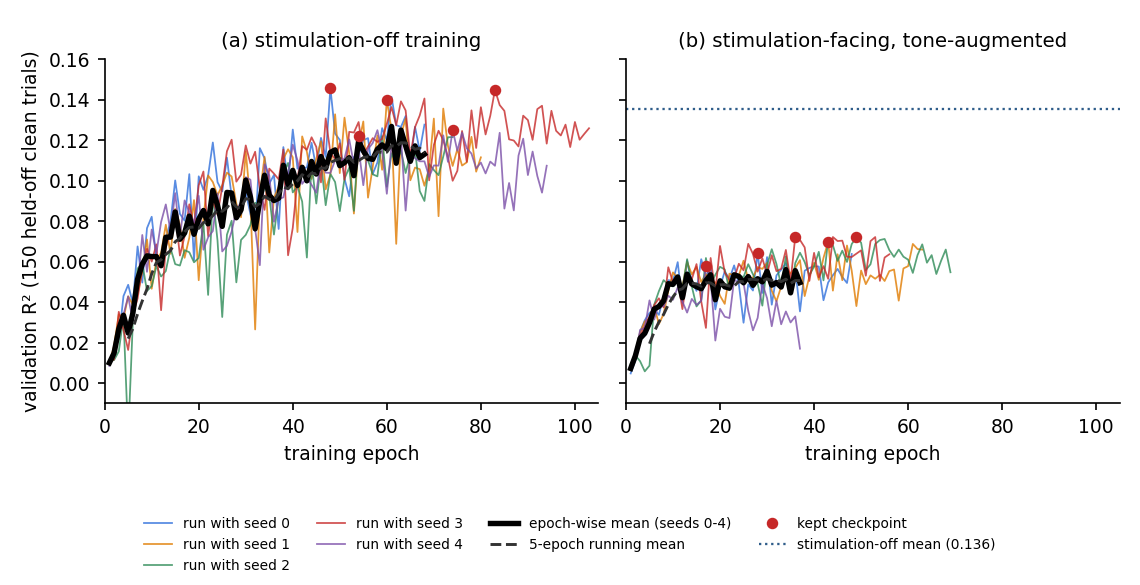 (a) stimulation-off training
(b) stimulation-facing, tone-augmented
validation R² (150 held-off clean trials)
0.16
0.14
0.12
0.10
0.08
0.06
0.04
0.02
0.00
0 20 40 60 80 100
0 20 40 60 80 100
training epoch
training epoch
run with seed 0
run with seed 1
run with seed 2
run with seed 3
run with seed 4
epoch-wise mean (seeds 0-4)
5-epoch running mean
kept checkpoint
stimulation-off mean (0.136)